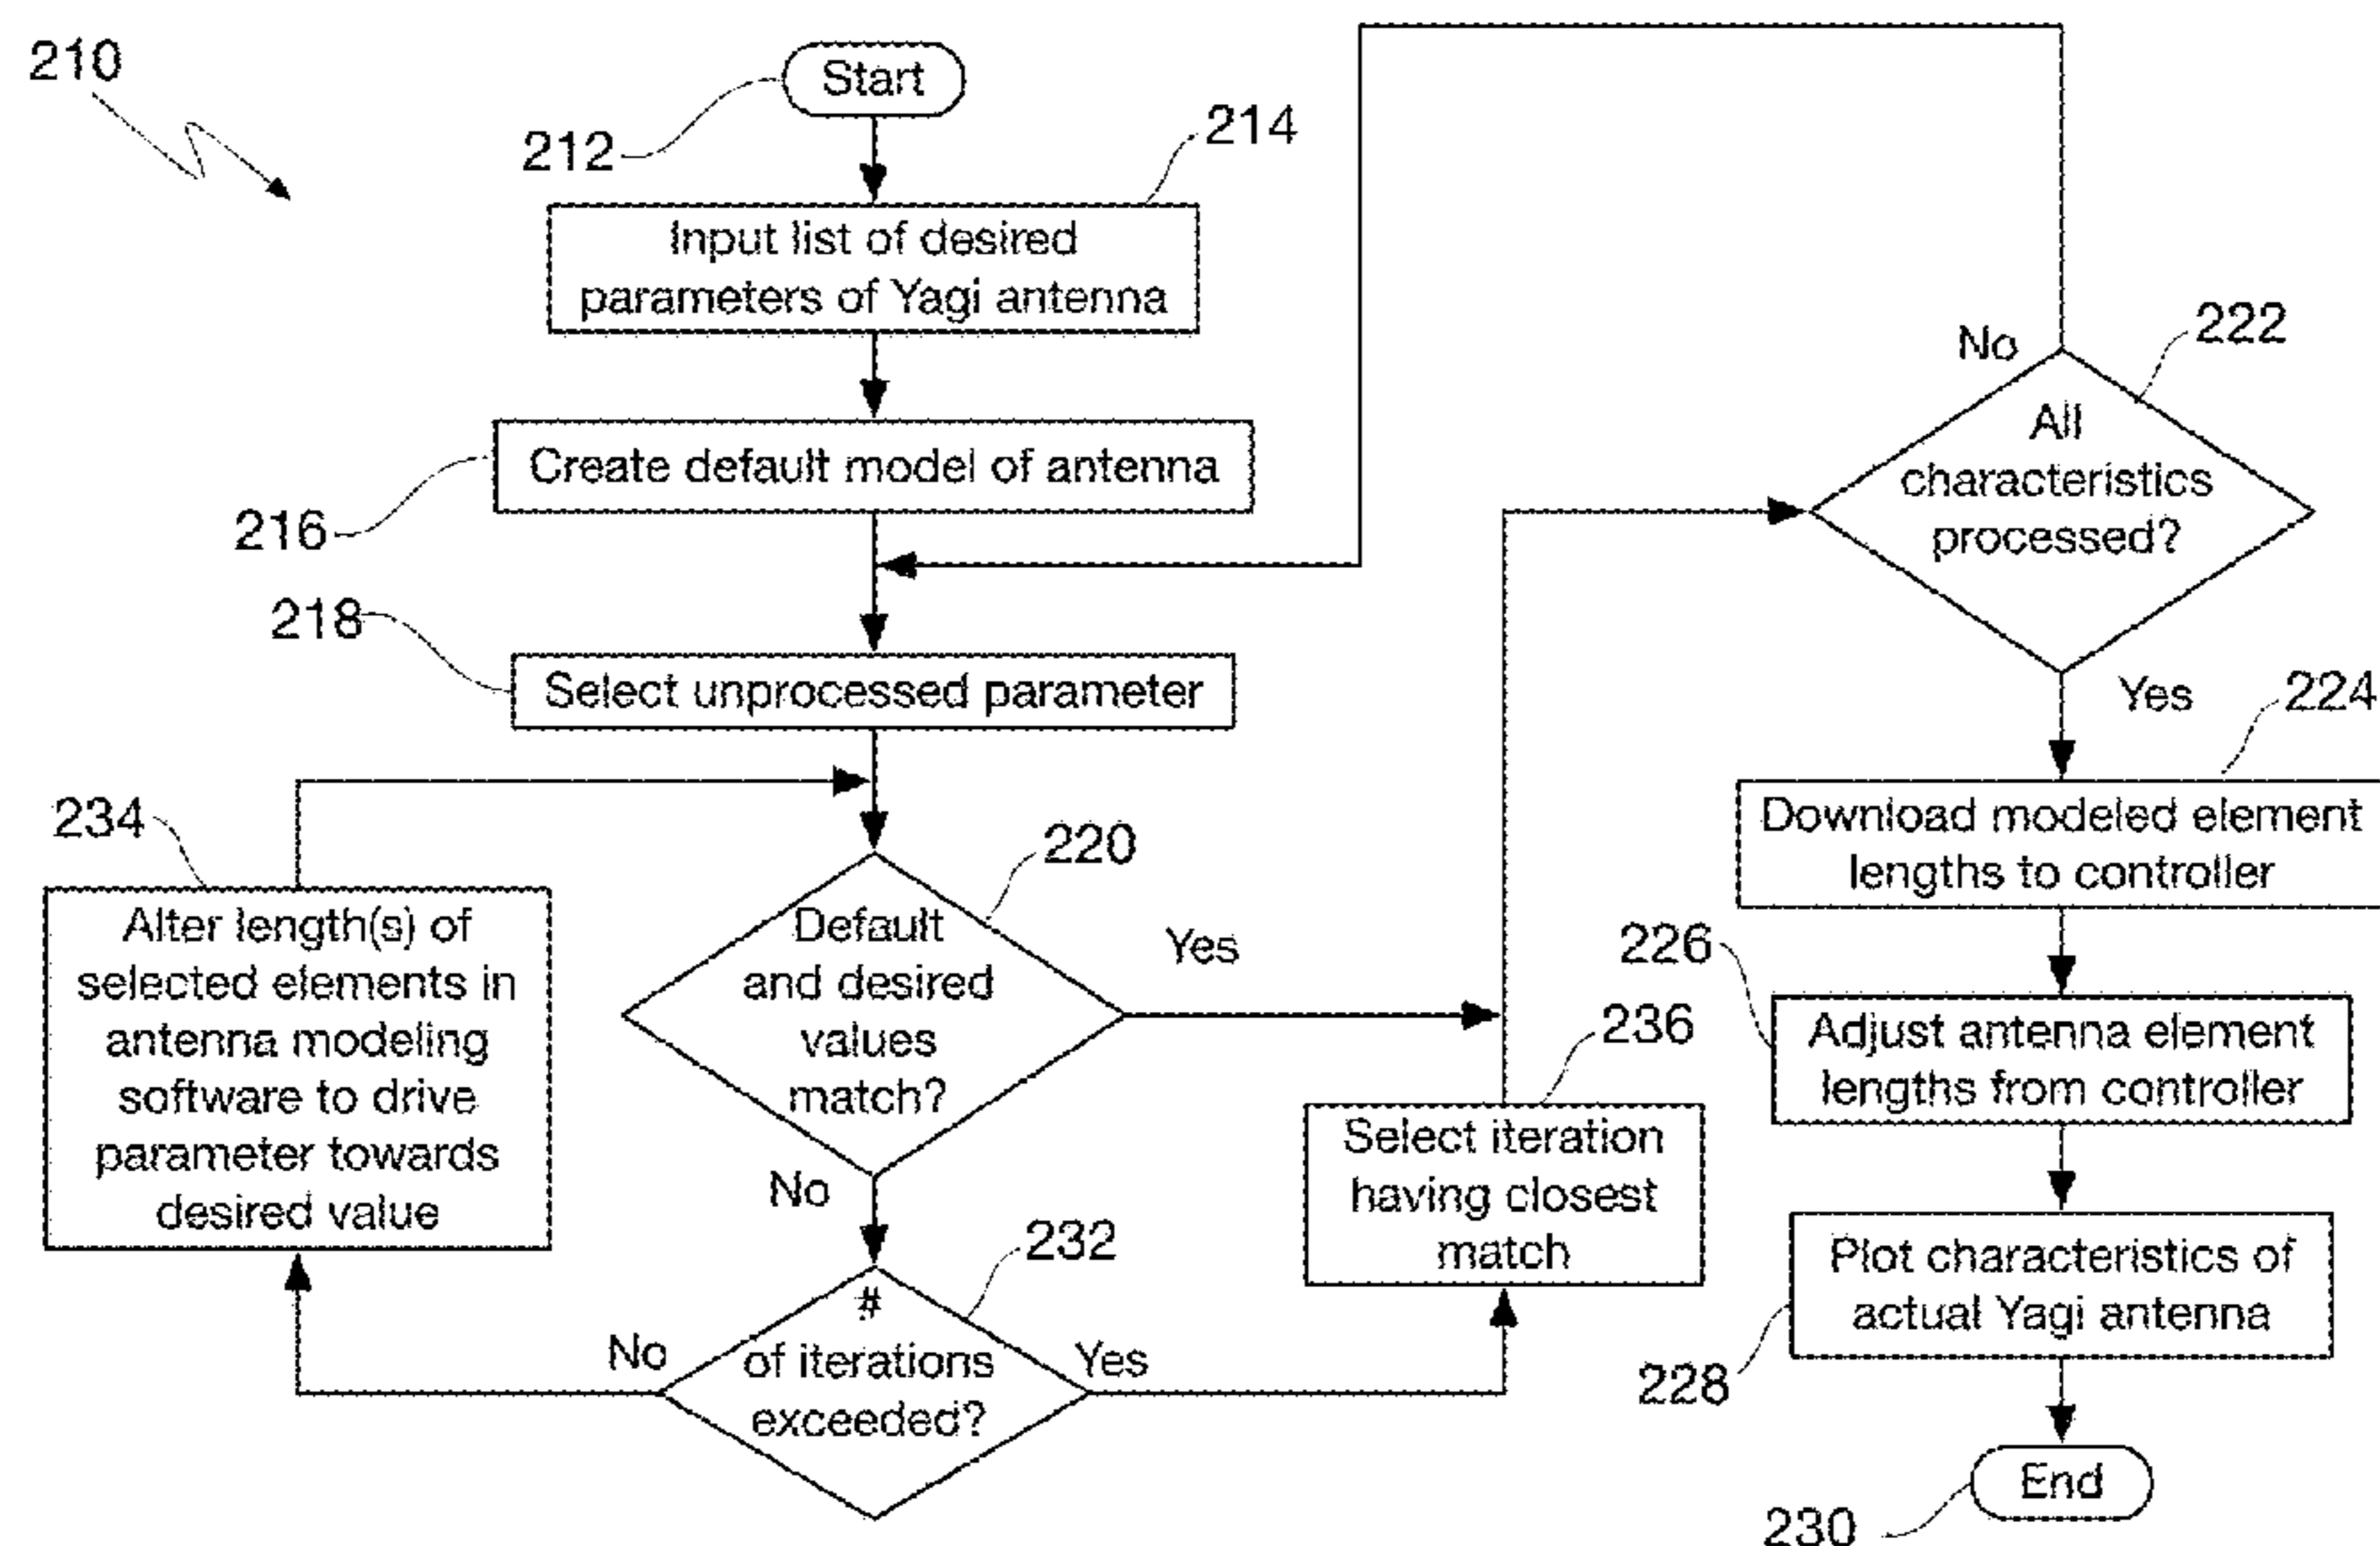 210
Start
212
214
Input list of desired
parameters of Yagi antenna
Create default model of antenna
216
218
Select unprocessed parameter
234
Alter length(s) of
selected elements in
antenna modeling
software to drive
parameter towards
desired value
220
Default
and desired
values
match?
Yes
No
232
#
of iterations
exceeded?
No
Yes
236
Select iteration
having closest
match
222
No
All
characteristics
processed?
Yes
224
Download modeled element
lengths to controller
226
Adjust antenna element
lengths from controller
Plot characteristics of
actual Yagi antenna
228
End
230